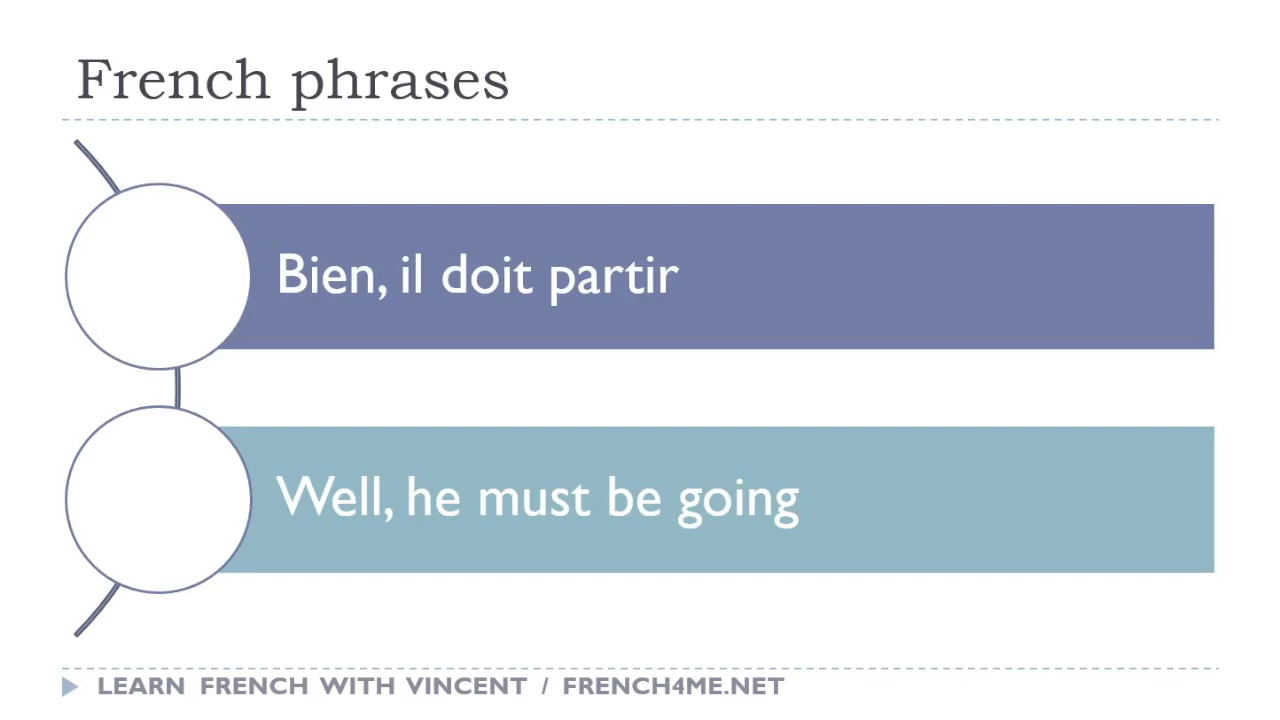 French phrases
Bien, il doit partir
Well, he must be going
LEARN FRENCH WITH VINCENT / FRENCH4ME.NET